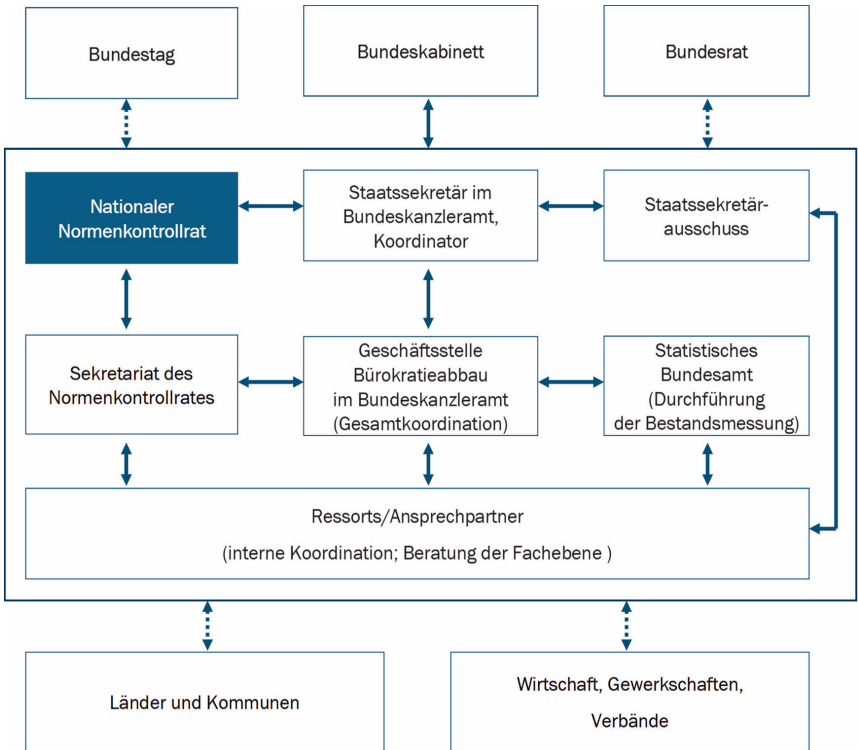 Bundestag
Bundeskabinett
Bundesrat
Nationaler
Normenkontrollrat
Staatssekretär im
Bundeskanzleramt,
Koordinator
Staatssekretär-
ausschuss
Sekretariat des
Normenkontrollrates
Geschäftsstelle
Bürokratieabbau
im Bundeskanzleramt
(Gesamtkoordination)
Statistisches
Bundesamt
(Durchführung
der Bestandsmessung)
Ressorts/Ansprechpartner
(interne Koordination; Beratung der Fachebene )
Länder und Kommunen
Wirtschaft, Gewerkschaften,
Verbände